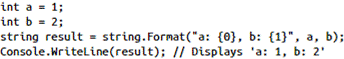 int a = 1;
int b = 2;
string result = string.Format("a: {0}, b: {1}", a, b);
Console.WriteLine(result); // Displays 'a: 1, b: 2'